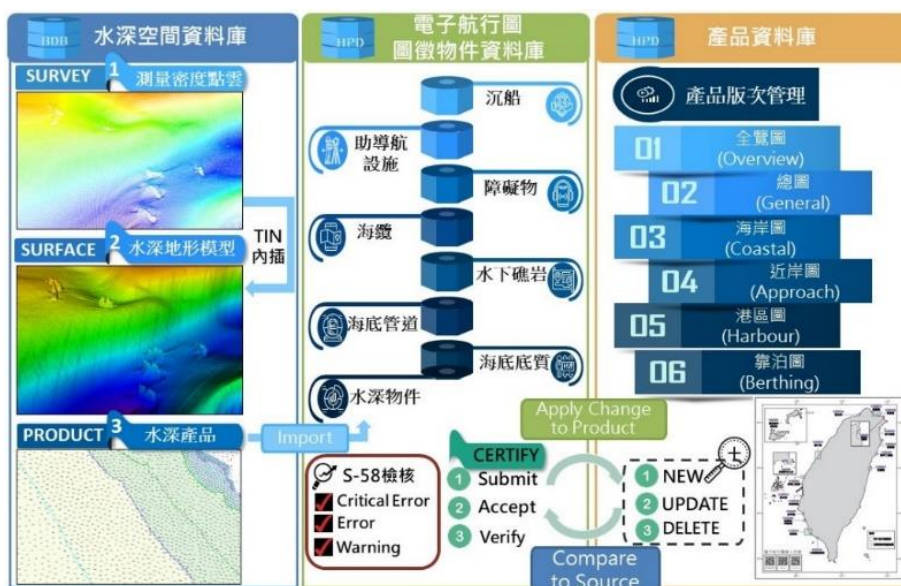 BDB
水深空間資料庫
SURVEY 1 測量密度點雲
TIN
內插
SURFACE 2 水深地形模型
PRODUCT 3 水深產品
Import
HPD
電子航行圖
圖徵物件資料庫
沉船
助導航
設施
障礙物
海纜
水下礁岩
海底管道
海底底質
水深物件
S-58檢核
Critical Error
Error
Warning
CERTIFY
1 Submit
2 Accept
3 Verify
Apply Change
to Product
Compare
to Source
1 NEW
2 UPDATE
3 DELETE
HPD
產品資料庫
產品版次管理
01 全覽圖
(Overview)
02 總圖
(General)
03 海岸圖
(Coastal)
04 近岸圖
(Approach)
05 港區圖
(Harbour)
06 靠泊圖
(Berthing)